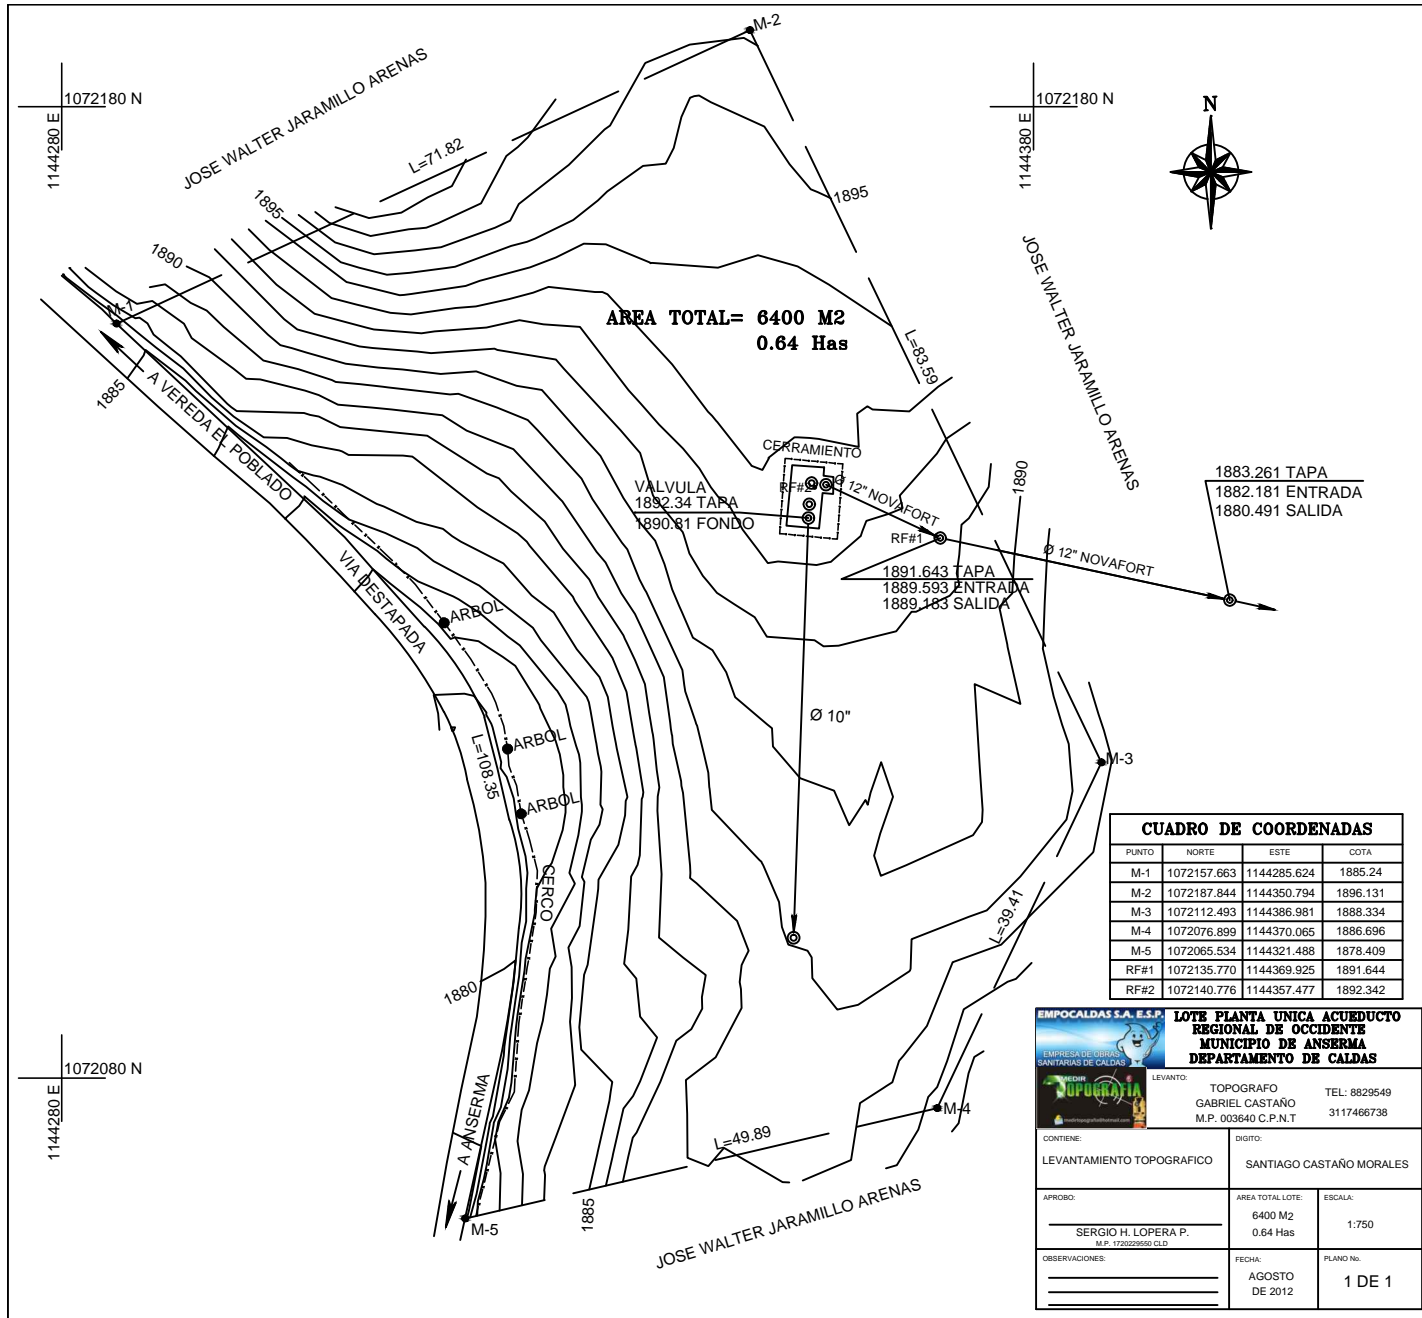 M-2
1072180 N
1144280 E
JOSE WALTER JARAMILLO ARENAS
L=71.82
1072180 N
1144380 E
N
1895
1895
1890
M-1
1885
AREA TOTAL= 6400 M2
0.64 Has
L=83.59
JOSE WALTER JARAMILLO ARENAS
A VEREDA EL POBLADO
VIA DESTAPADA
CERRAMIENTO
VALVULA
1892.34 TAPA
1890.81 FONDO
RF#2
Ø 12" NOVAFORT
RF#1
1890
1891.643 TAPA
1889.593 ENTRADA
1889.183 SALIDA
Ø 12" NOVAFORT
1883.261 TAPA
1882.181 ENTRADA
1880.491 SALIDA
ARBOL
ARBOL
ARBOL
L=108.35
CERCO
Ø 10"
M-3
L=39.41
1880
1072080 N
1144280 E
A ANSERMA
M-5
1885
L=49.89
M-4
JOSE WALTER JARAMILLO ARENAS
CUADRO DE COORDENADAS
PUNTO NORTE ESTE COTA
M-1 1072157.663 1144285.624 1885.24
M-2 1072187.844 1144350.794 1896.131
M-3 1072112.493 1144386.981 1888.334
M-4 1072076.899 1144370.065 1886.696
M-5 1072065.534 1144321.488 1878.409
RF#1 1072135.770 1144369.925 1891.644
RF#2 1072140.776 1144357.477 1892.342
EMPOCALDAS S.A. E.S.P.
EMPRESA DE OBRAS
SANITARIAS DE CALDAS
LOTE PLANTA UNICA ACUEDUCTO
REGIONAL DE OCCIDENTE
MUNICIPIO DE ANSERMA
DEPARTAMENTO DE CALDAS
MEDIR
TOPOGRAFIA
LEVANTO:
TOPOGRAFO
GABRIEL CASTAÑO
M.P. 003640 C.P.N.T
TEL: 8829549
3117466738
CONTIENE:
LEVANTAMIENTO TOPOGRAFICO
DIGITO:
SANTIAGO CASTAÑO MORALES
APROBO:
SERGIO H. LOPERA P.
M.P. 1720229550 CLD
AREA TOTAL LOTE:
6400 M2
0.64 Has
ESCALA:
1:750
OBSERVACIONES:
FECHA:
AGOSTO
DE 2012
PLANO No.
1 DE 1